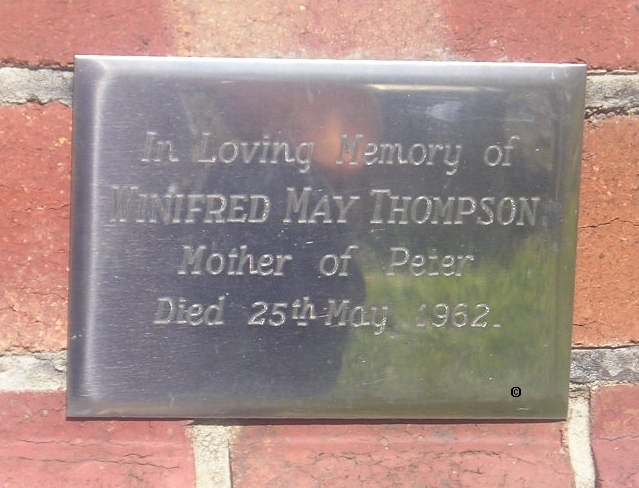 In Loving Memory of
WINIFRED MAY THOMPSON
Mother of Peter
Died 25th May 1962.
©